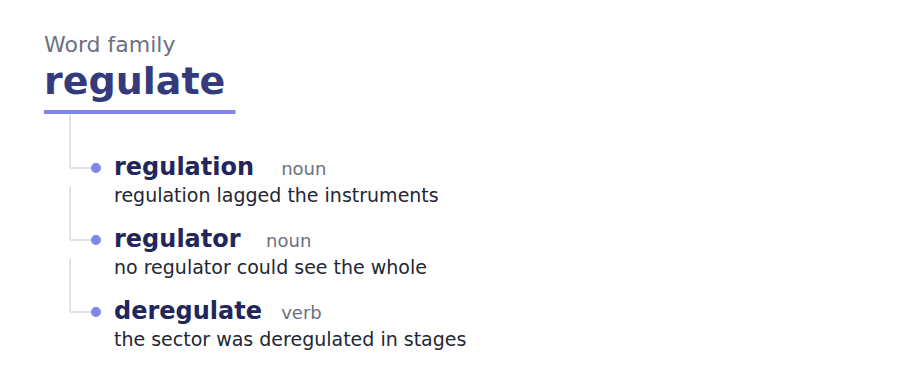 Word family
regulate
regulation noun
regulation lagged the instruments
regulator noun
no regulator could see the whole
deregulate verb
the sector was deregulated in stages